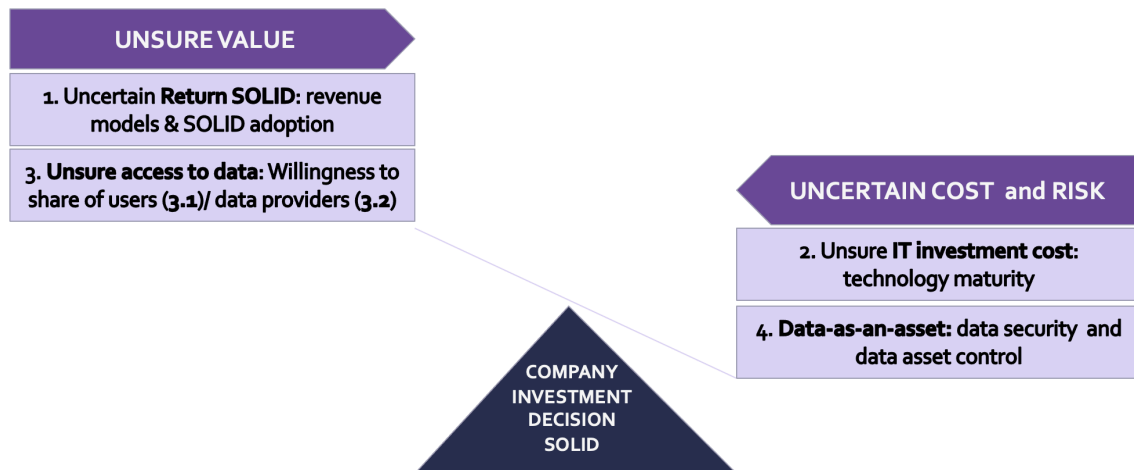 UNSURE VALUE
1. Uncertain Return SOLID: revenue
models & SOLID adoption
3. Unsure access to data: Willingness to
share of users (3.1)/ data providers (3.2)
UNCERTAIN COST and RISK
2. Unsure IT investment cost:
technology maturity
4. Data-as-an-asset: data security and
data asset control
COMPANY
INVESTMENT
DECISION
SOLID